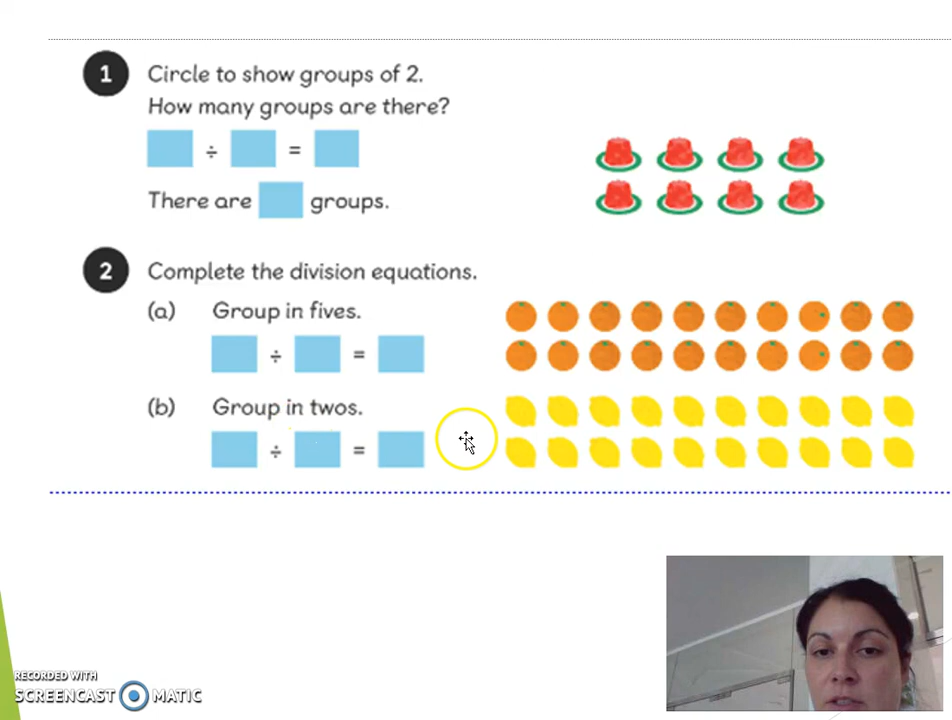 1 Circle to show groups of 2.
How many groups are there?
÷ =
There are groups.
2 Complete the division equations.
(a) Group in fives.
÷ =
(b) Group in twos.
÷ =
RECORDED WITH
SCREENCAST MATIC